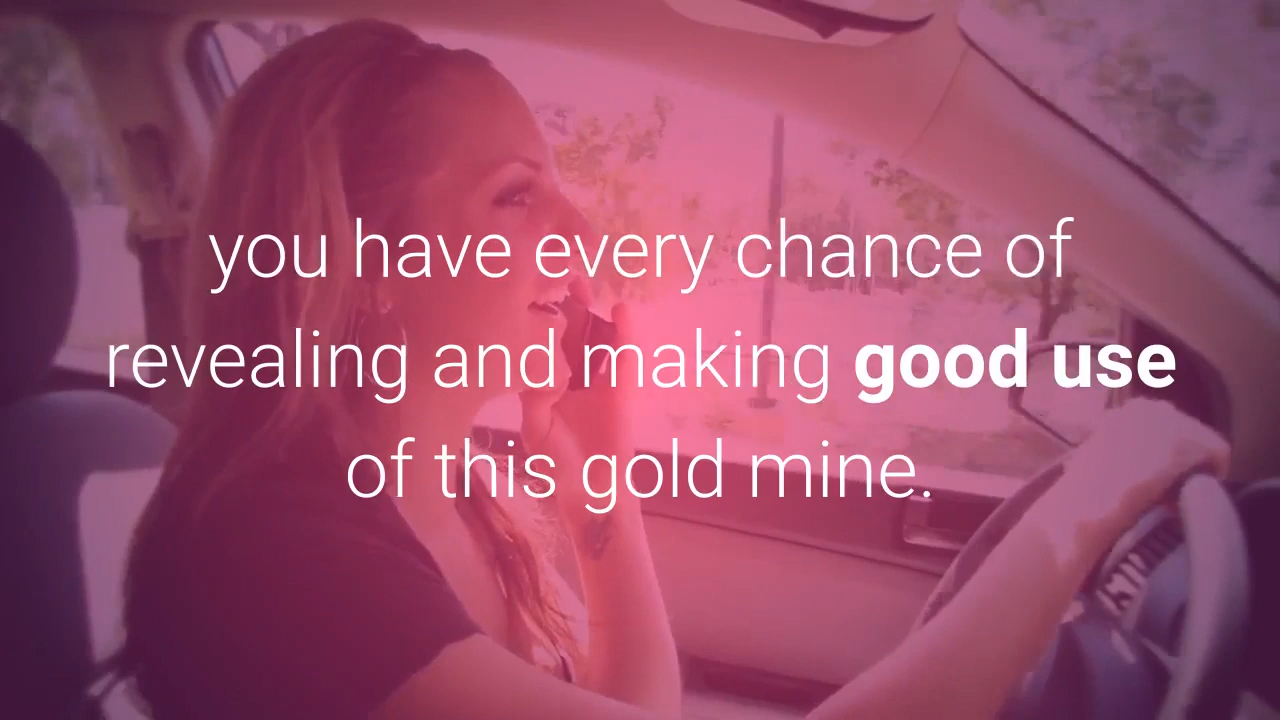 you have every chance of
revealing and making good use
of this gold mine.